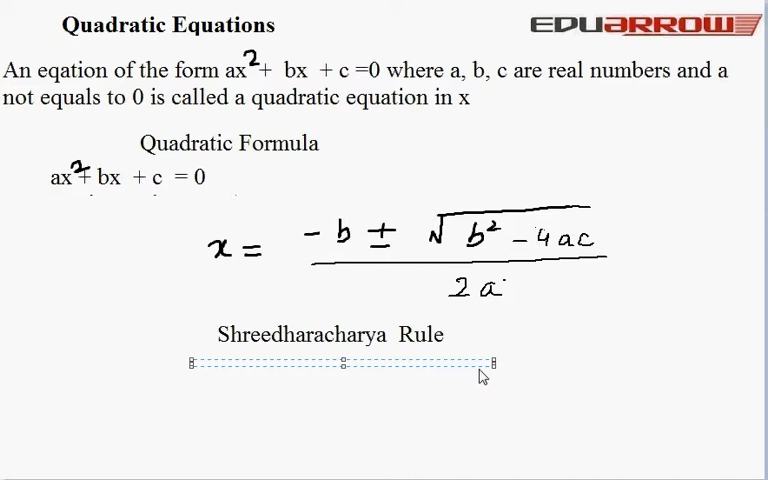 Quadratic Equations
EDUARROW
An eqation of the form ax² + bx + c =0 where a, b, c are real numbers and a
not equals to 0 is called a quadratic equation in x
Quadratic Formula
ax² + bx + c = 0
x = (- b ± √(b² - 4ac)) / 2a
Shreedharacharya Rule